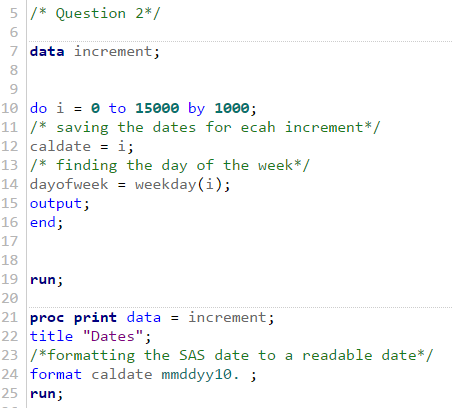 5 /* Question 2*/
6
7 data increment;
8
9
10 do i = 0 to 15000 by 1000;
11 /* saving the dates for ecah increment*/
12 caldate = i;
13 /* finding the day of the week*/
14 dayofweek = weekday(i);
15 output;
16 end;
17
18
19 run;
20
21 proc print data = increment;
22 title "Dates";
23 /*formatting the SAS date to a readable date*/
24 format caldate mmddyy10. ;
25 run;